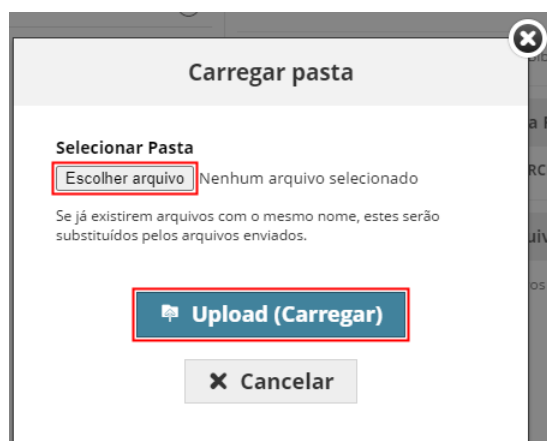 Carregar pasta
Selecionar Pasta
Escolher arquivo Nenhum arquivo selecionado
Se já existirem arquivos com o mesmo nome, estes serão
substituídos pelos arquivos enviados.
Upload (Carregar)
Cancelar